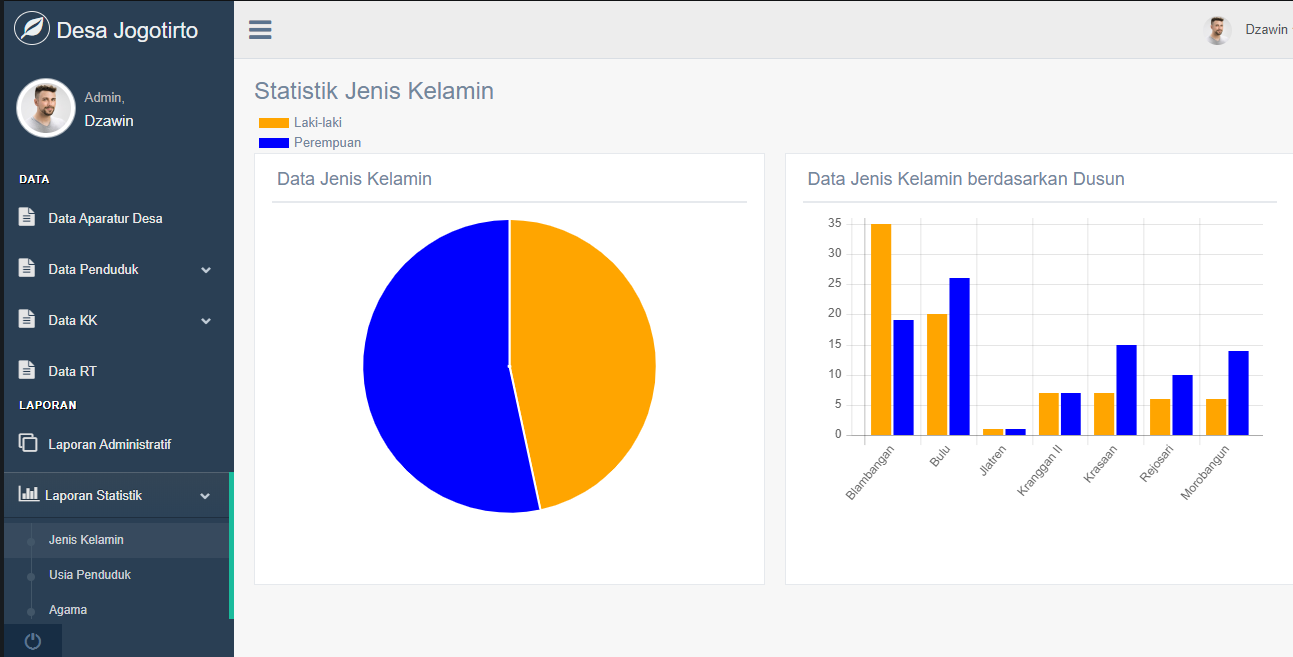 Desa Jogotirto
Dzawin
Admin,
Dzawin
DATA
Data Aparatur Desa
Data Penduduk
Data KK
Data RT
LAPORAN
Laporan Administratif
Laporan Statistik
Jenis Kelamin
Usia Penduduk
Agama
Statistik Jenis Kelamin
Laki-laki
Perempuan
Data Jenis Kelamin
Data Jenis Kelamin berdasarkan Dusun
35
30
25
20
15
10
5
0
Blambangan
Bulu
Jlatren
Kranggan II
Krasaan
Rejosari
Morobangun